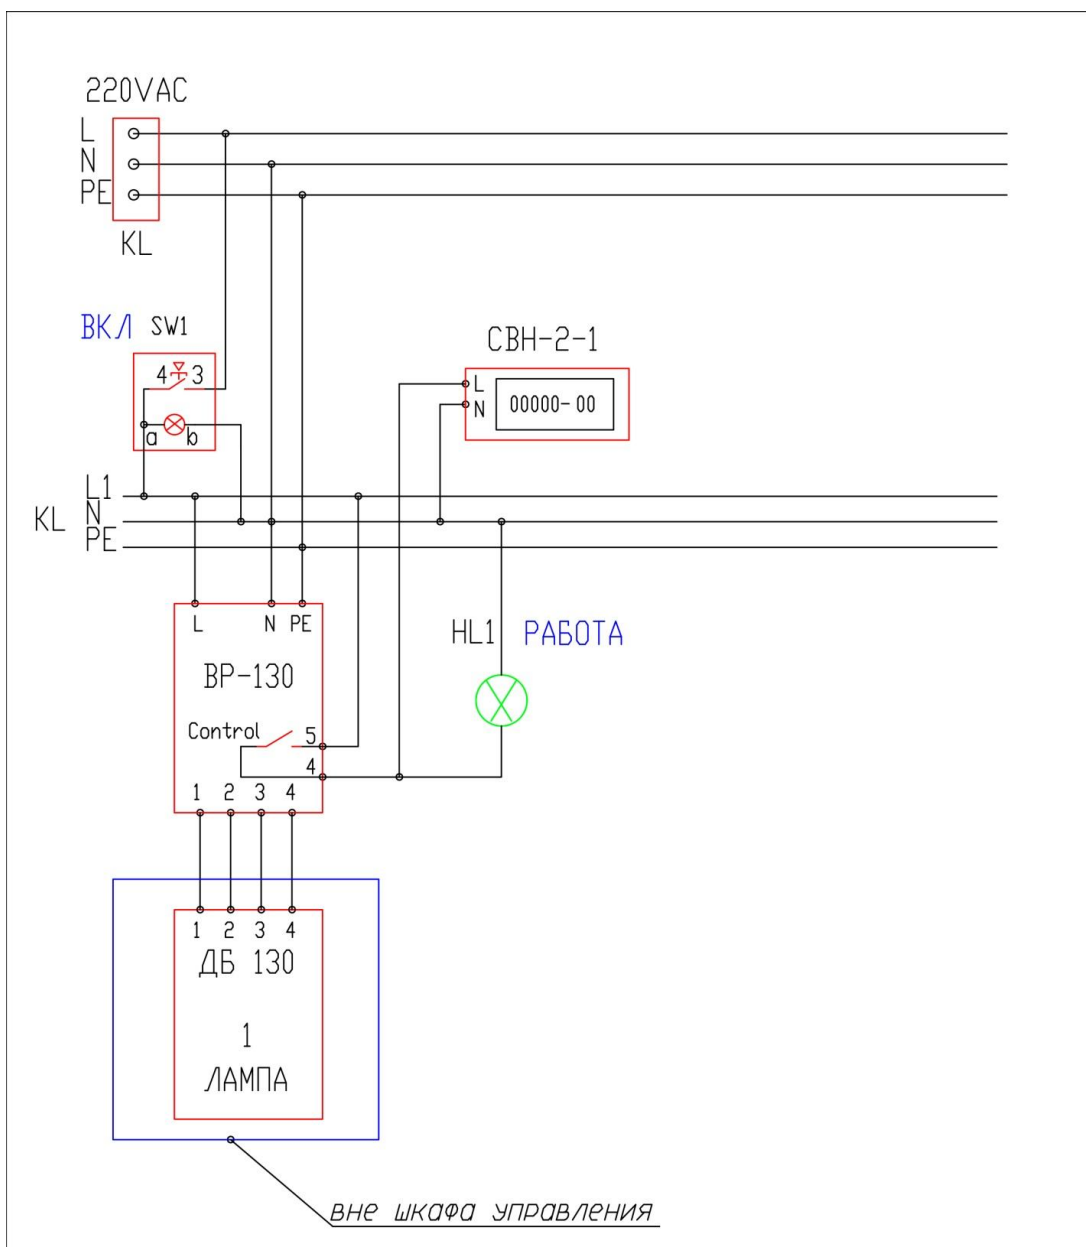 220VAC
L
N
PE
KL
ВКЛ SW1
4 3
a b
СВН-2-1
L
N
00000-00
L1
KL N
PE
L N PE
ВР-130
Control 5
4
1 2 3 4
HL1 РАБОТА
1 2 3 4
ДБ 130
1
ЛАМПА
ВНЕ ШКАФА УПРАВЛЕНИЯ